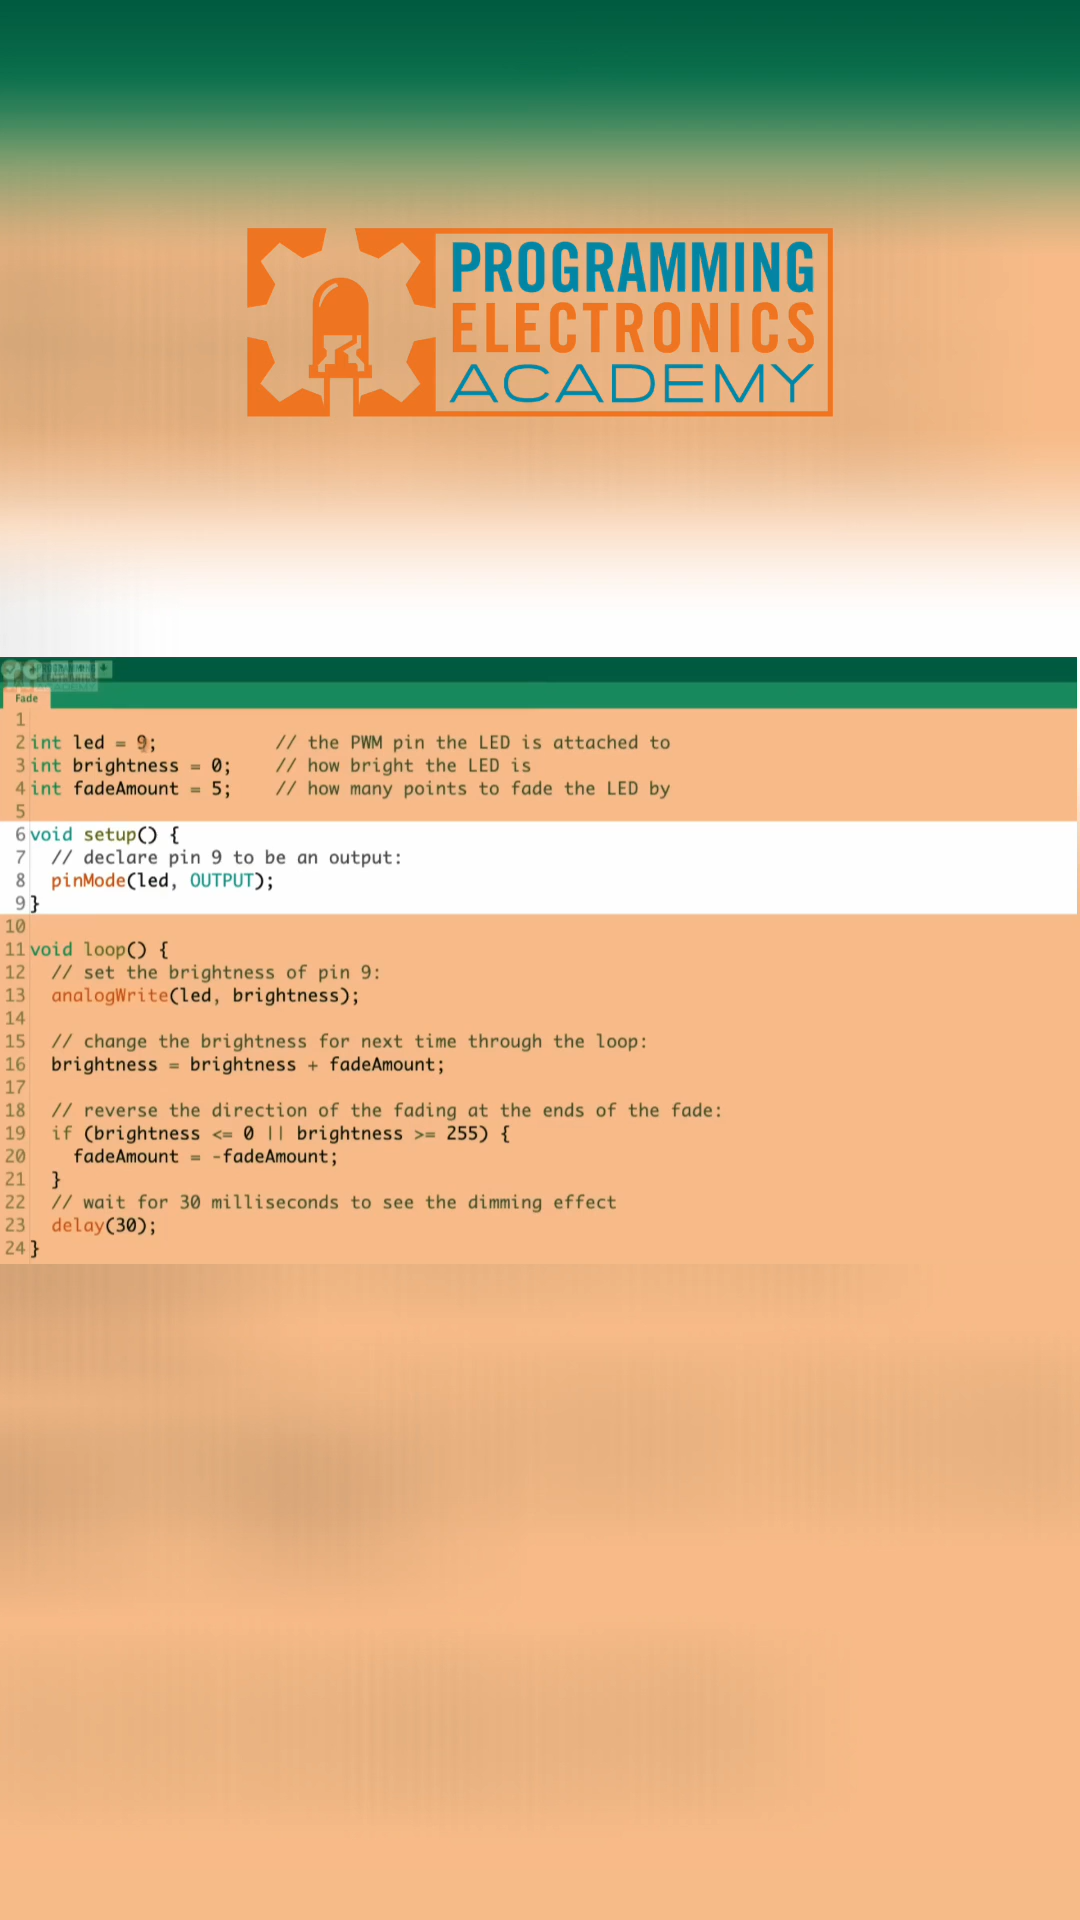 PROGRAMMING
ELECTRONICS
ACADEMY
Fade
1
2 int led = 9; // the PWM pin the LED is attached to
3 int brightness = 0; // how bright the LED is
4 int fadeAmount = 5; // how many points to fade the LED by
5
6 void setup() {
7 // declare pin 9 to be an output:
8 pinMode(led, OUTPUT);
9 }
10
11 void loop() {
12 // set the brightness of pin 9:
13 analogWrite(led, brightness);
14
15 // change the brightness for next time through the loop:
16 brightness = brightness + fadeAmount;
17
18 // reverse the direction of the fading at the ends of the fade:
19 if (brightness <= 0 || brightness >= 255) {
20 fadeAmount = -fadeAmount;
21 }
22 // wait for 30 milliseconds to see the dimming effect
23 delay(30);
24 }